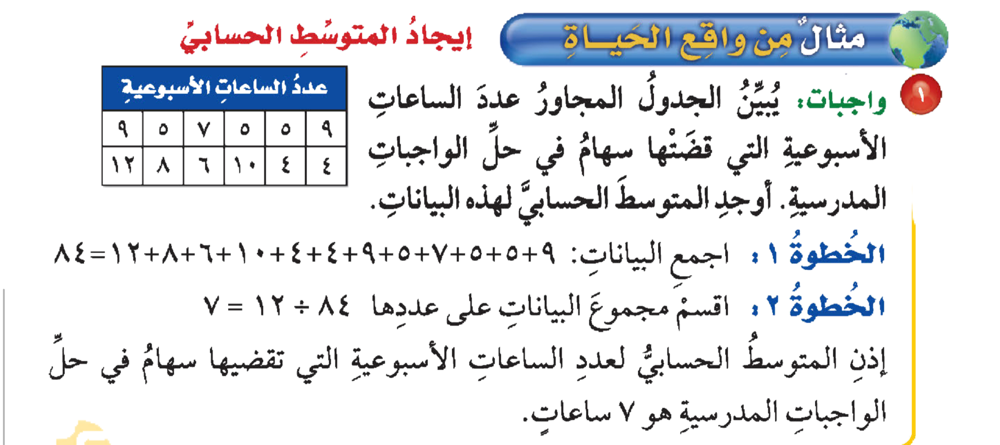 مثالٌ مِن واقِع الحَيـاةِ
إيجادُ المتوسُطِ الحسابيِّ
١ واجبات: يُبيِّنُ الجدولُ المجاورُ عددَ الساعاتِ
الأسبوعيةِ التي قضَتْها سهامُ في حلِّ الواجباتِ
المدرسيةِ. أوجدِ المتوسطَ الحسابيَّ لهذه البياناتِ.
عددُ الساعاتِ الأسبوعيةِ
٩ ٥ ٥ ٧ ٥ ٩
٤ ٤ ١٠ ٦ ٨ ١٢
الخُطوةُ ١ : اجمعِ البياناتِ: ٩+٥+٥+٧+٥+٩+٤+٤+١٠+٦+٨+١٢=٨٤
الخُطوةُ ٢ : اقسمْ مجموعَ البياناتِ على عددِها ٨٤ ÷ ١٢ = ٧
إذنِ المتوسطُ الحسابيُّ لعددِ الساعاتِ الأسبوعيةِ التي تقضيها سهامُ في حلِّ
الواجباتِ المدرسيةِ هو ٧ ساعاتٍ.